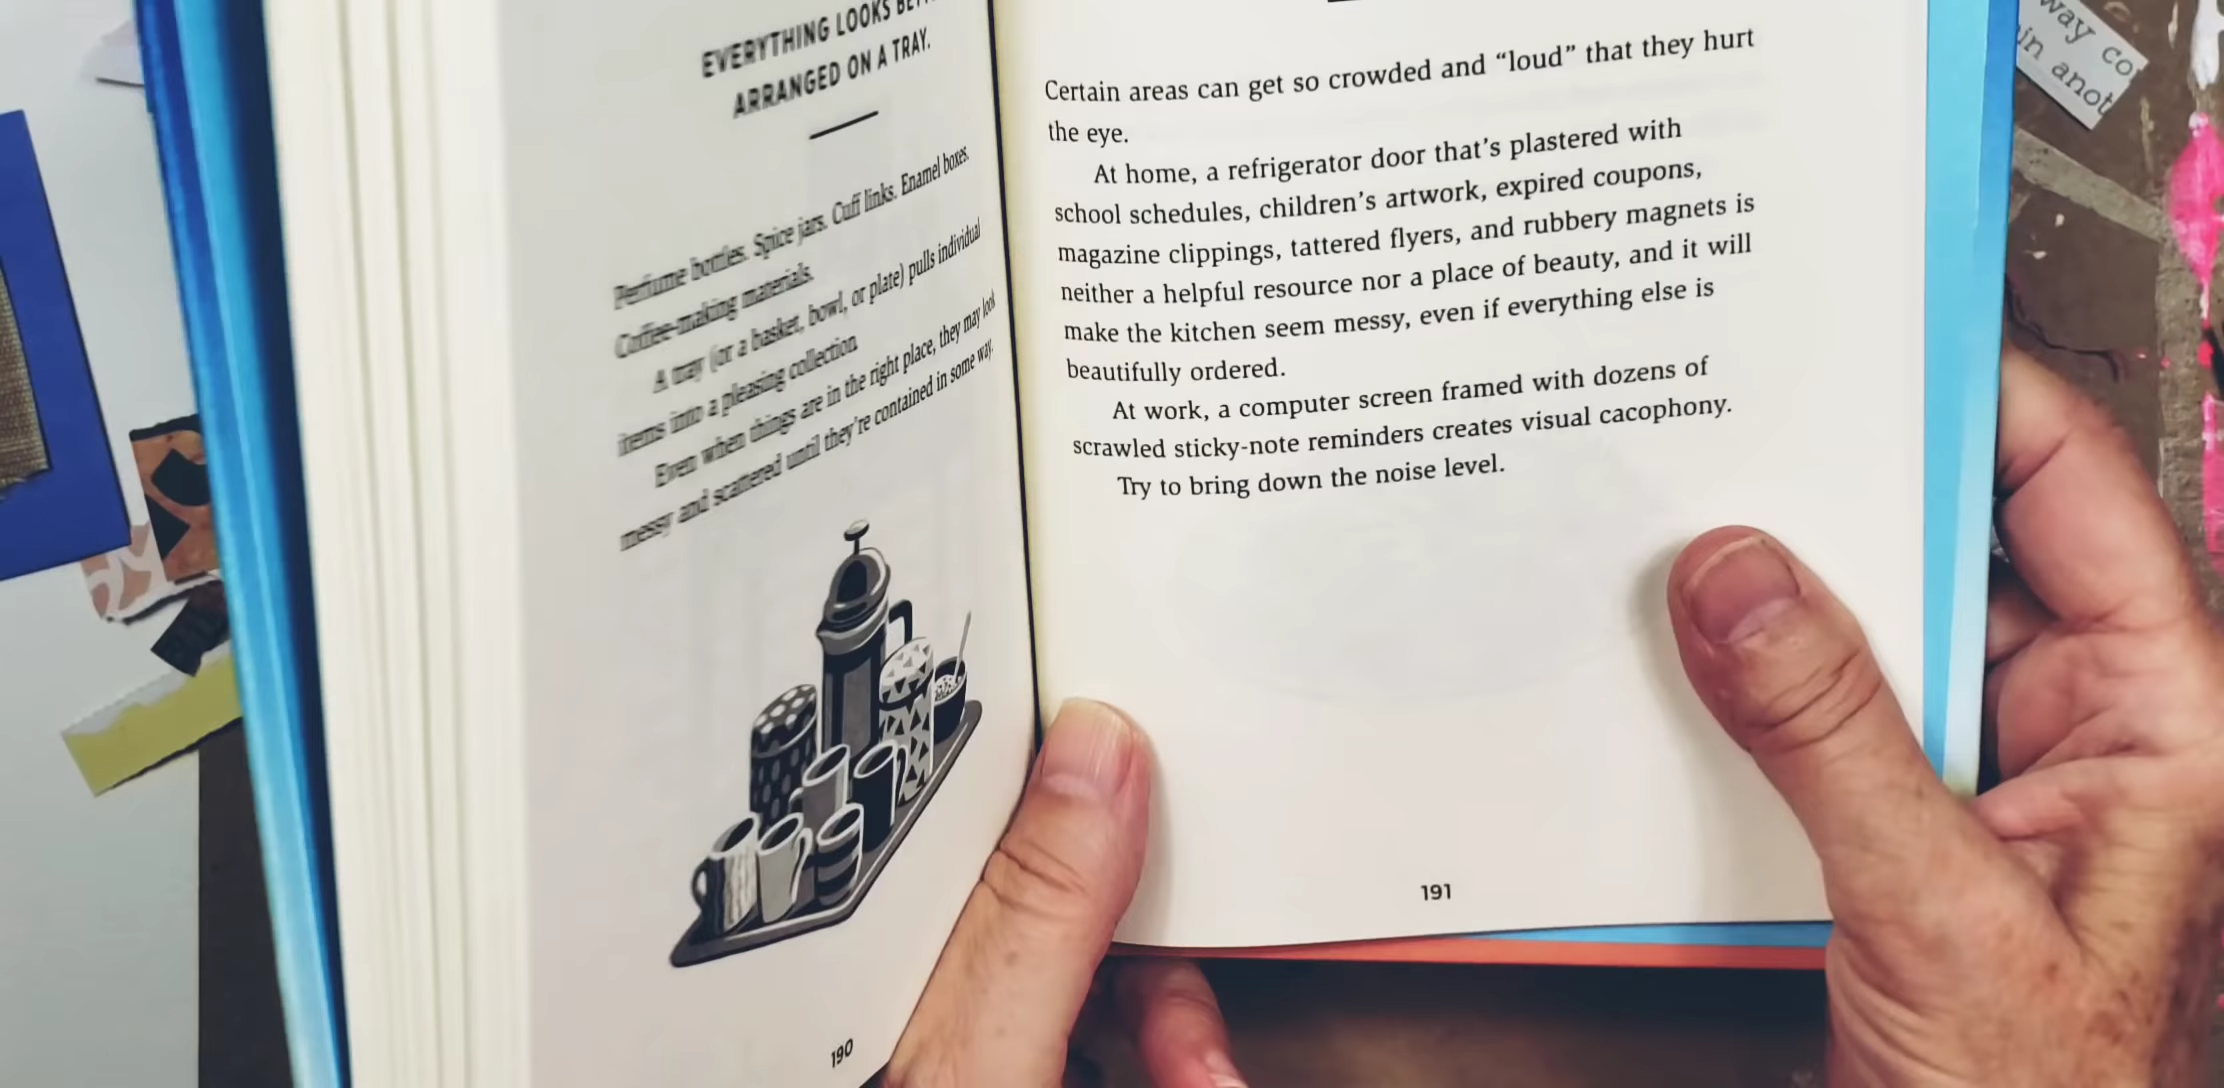 EVERYTHING LOOKS
ARRANGED ON A TRAY.
Perfume bottles. Spice jars. Cuff links. Enamel boxes.
Coffee-making materials.
A tray (or a basket, bowl, or plate) pulls individual
items into a pleasing collection.
Even when things are in the right place, they may look
messy and scattered until they're contained in some way.
190
Certain areas can get so crowded and “loud” that they hurt
the eye.
At home, a refrigerator door that's plastered with
school schedules, children's artwork, expired coupons,
magazine clippings, tattered flyers, and rubbery magnets is
neither a helpful resource nor a place of beauty, and it will
make the kitchen seem messy, even if everything else is
beautifully ordered.
At work, a computer screen framed with dozens of
scrawled sticky-note reminders creates visual cacophony.
Try to bring down the noise level.
191
way
in